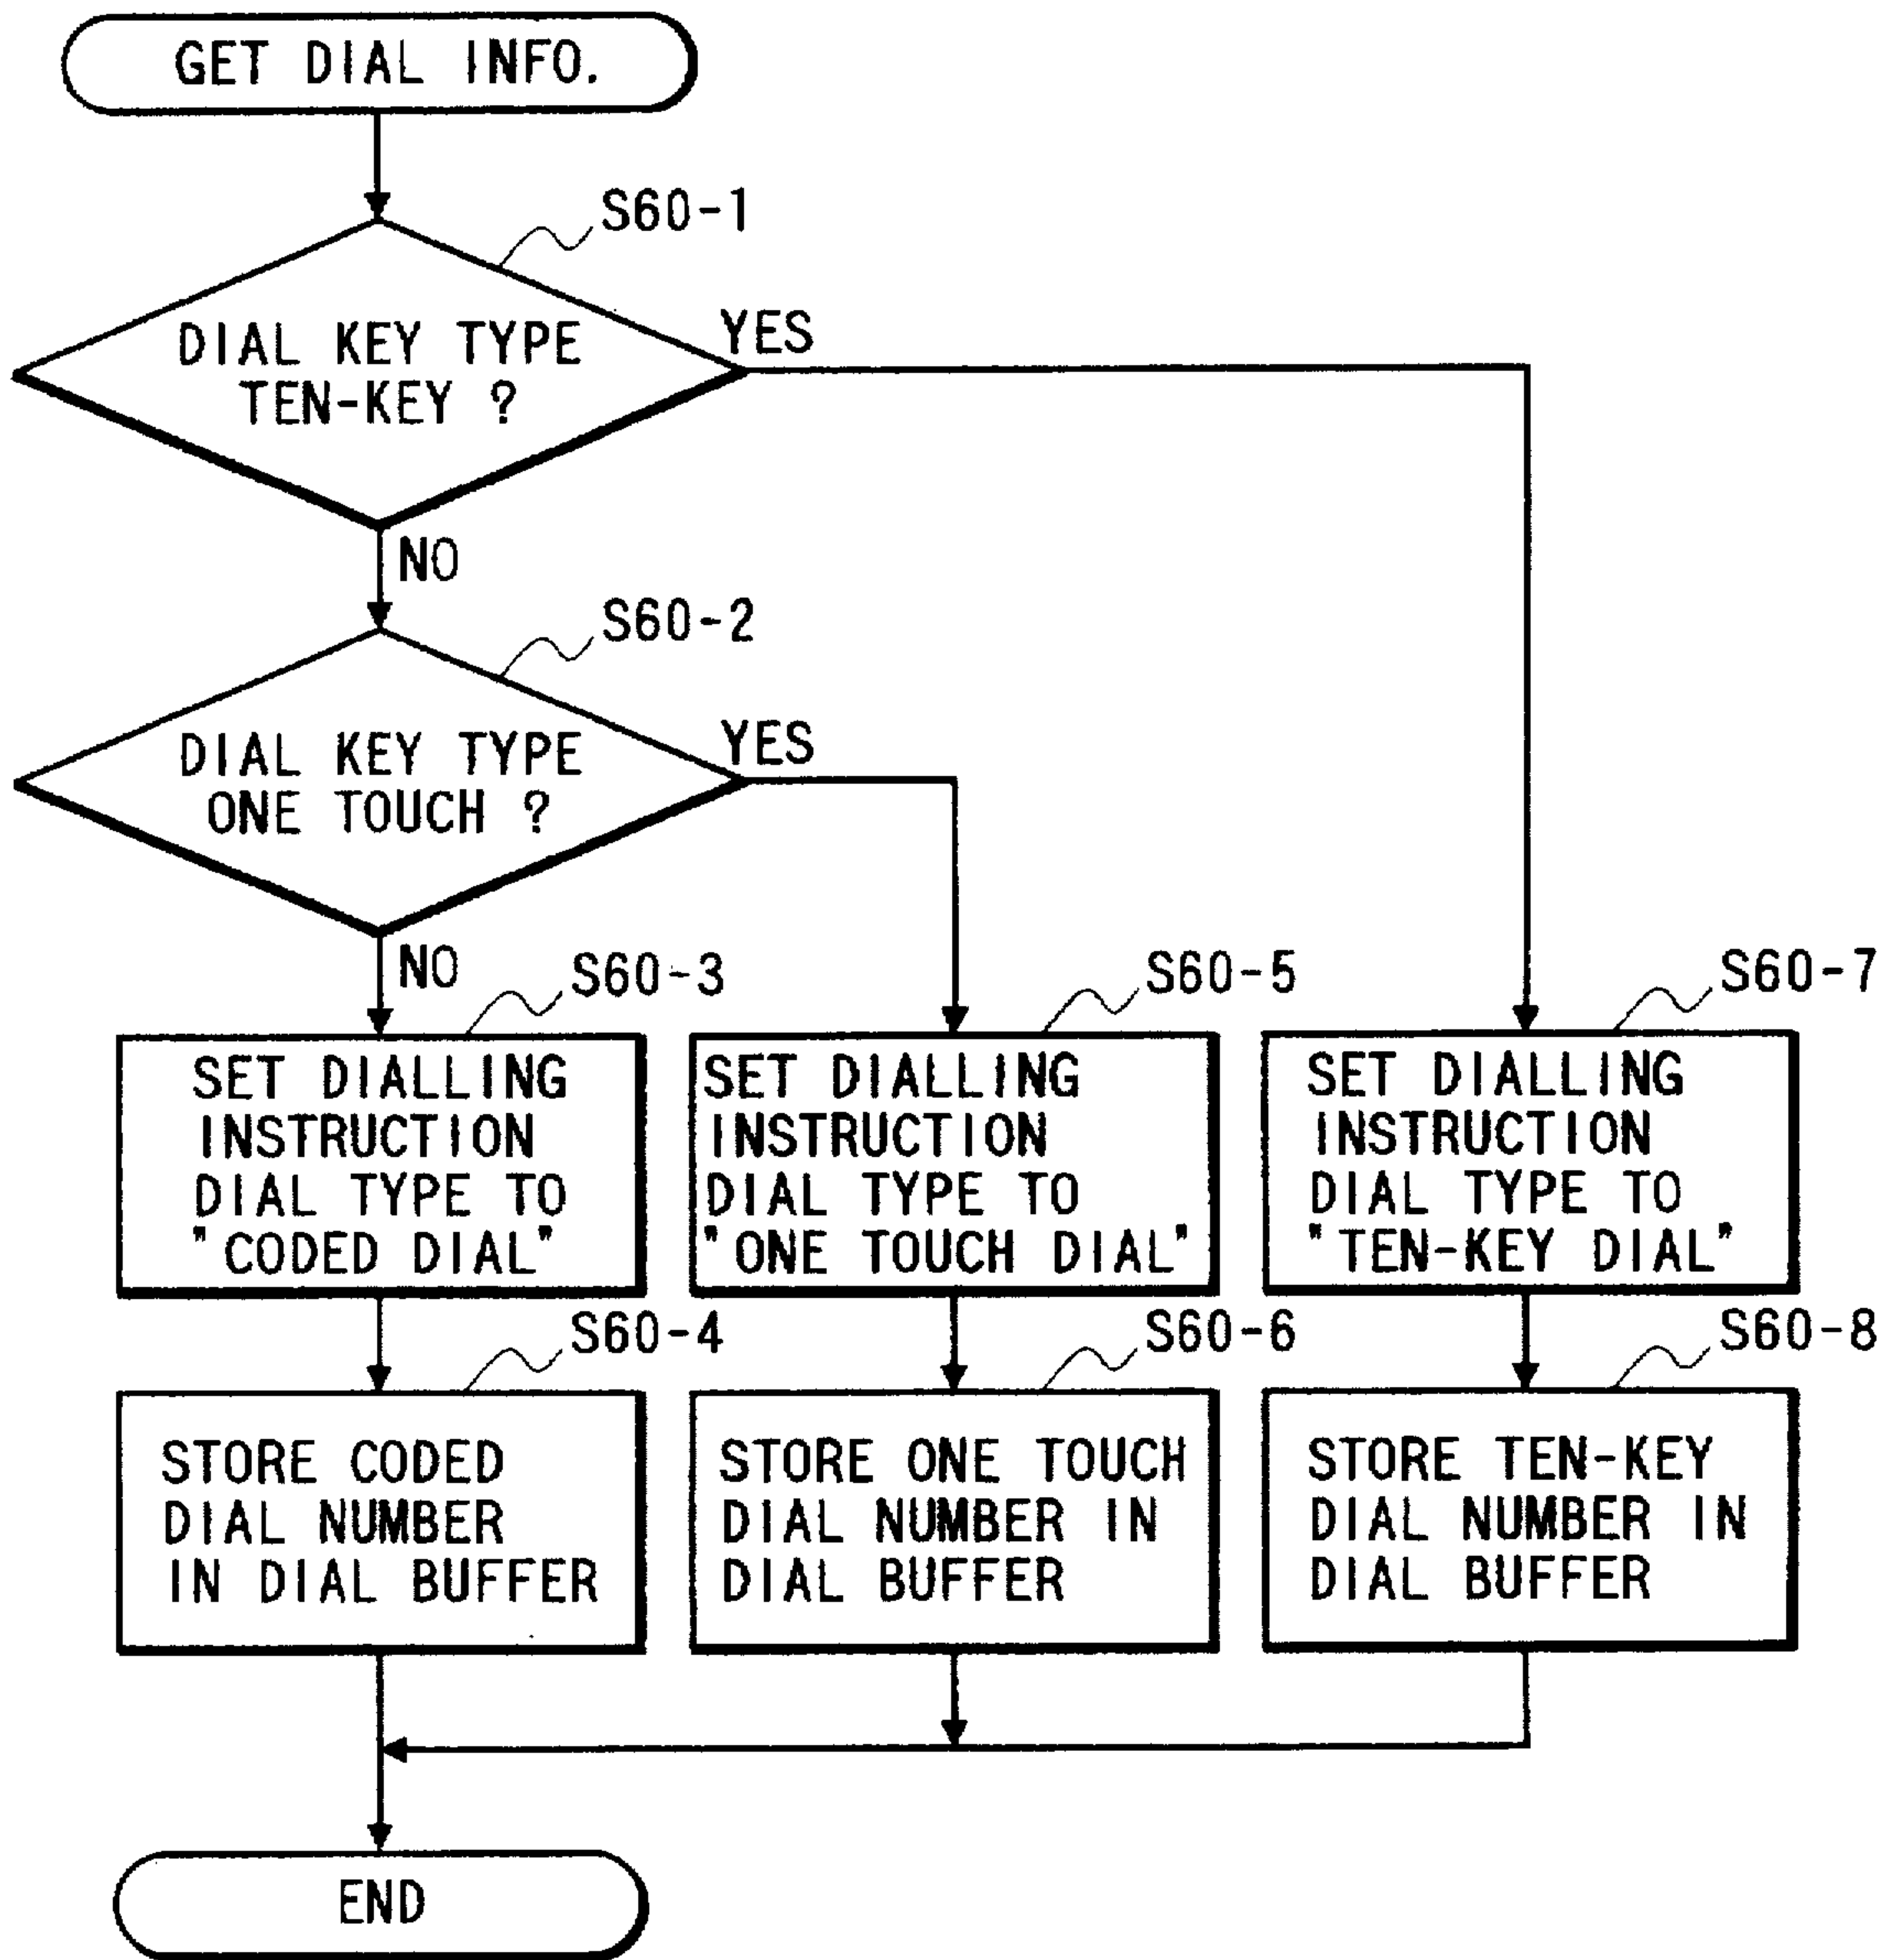 GET DIAL INFO.
S60-1
DIAL KEY TYPE
TEN-KEY ?
YES
NO
S60-2
DIAL KEY TYPE
ONE TOUCH ?
YES
NO
S60-3
SET DIALLING
INSTRUCTION
DIAL TYPE TO
"CODED DIAL"
S60-5
SET DIALLING
INSTRUCTION
DIAL TYPE TO
"ONE TOUCH DIAL"
S60-7
SET DIALLING
INSTRUCTION
DIAL TYPE TO
"TEN-KEY DIAL"
S60-4
STORE CODED
DIAL NUMBER
IN DIAL BUFFER
S60-6
STORE ONE TOUCH
DIAL NUMBER IN
DIAL BUFFER
S60-8
STORE TEN-KEY
DIAL NUMBER IN
DIAL BUFFER
END